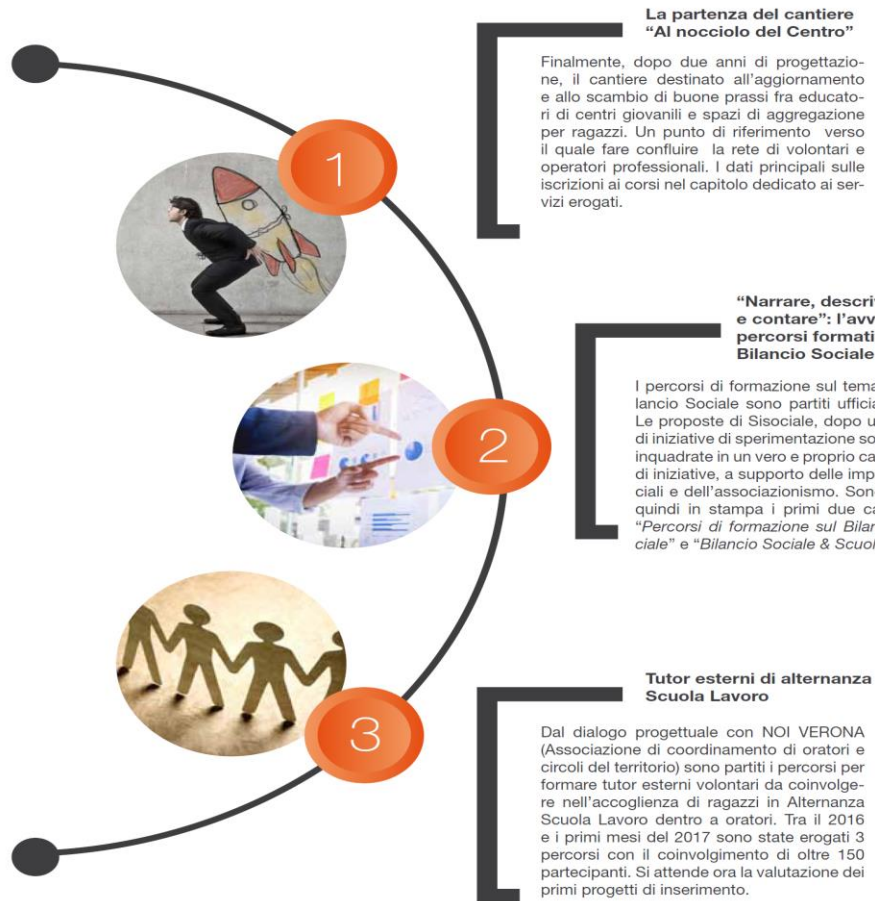 La partenza del cantiere
“Al nocciolo del Centro”
Finalmente, dopo due anni di progettazio-
ne, il cantiere destinato all’aggiornamento
e allo scambio di buone prassi fra educato-
ri di centri giovanili e spazi di aggregazione
per ragazzi. Un punto di riferimento verso
il quale fare confluire la rete di volontari e
operatori professionali. I dati principali sulle
iscrizioni ai corsi nel capitolo dedicato ai ser-
vizi erogati.
1
“Narrare, descriv
e contare”: l’avv
percorsi formati
Bilancio Sociale
I percorsi di formazione sul tema
lancio Sociale sono partiti ufficia
Le proposte di Sisociale, dopo u
di iniziative di sperimentazione so
inquadrate in un vero e proprio ca
di iniziative, a supporto delle imp
ciali e dell’associazionismo. Son
quindi in stampa i primi due ca
“Percorsi di formazione sul Bilan
ciale” e “Bilancio Sociale & Scuol
2
Tutor esterni di alternanza
Scuola Lavoro
Dal dialogo progettuale con NOI VERONA
(Associazione di coordinamento di oratori e
circoli del territorio) sono partiti i percorsi per
formare tutor esterni volontari da coinvolge-
re nell’accoglienza di ragazzi in Alternanza
Scuola Lavoro dentro a oratori. Tra il 2016
e i primi mesi del 2017 sono state erogati 3
percorsi con il coinvolgimento di oltre 150
partecipanti. Si attende ora la valutazione dei
primi progetti di inserimento.
3